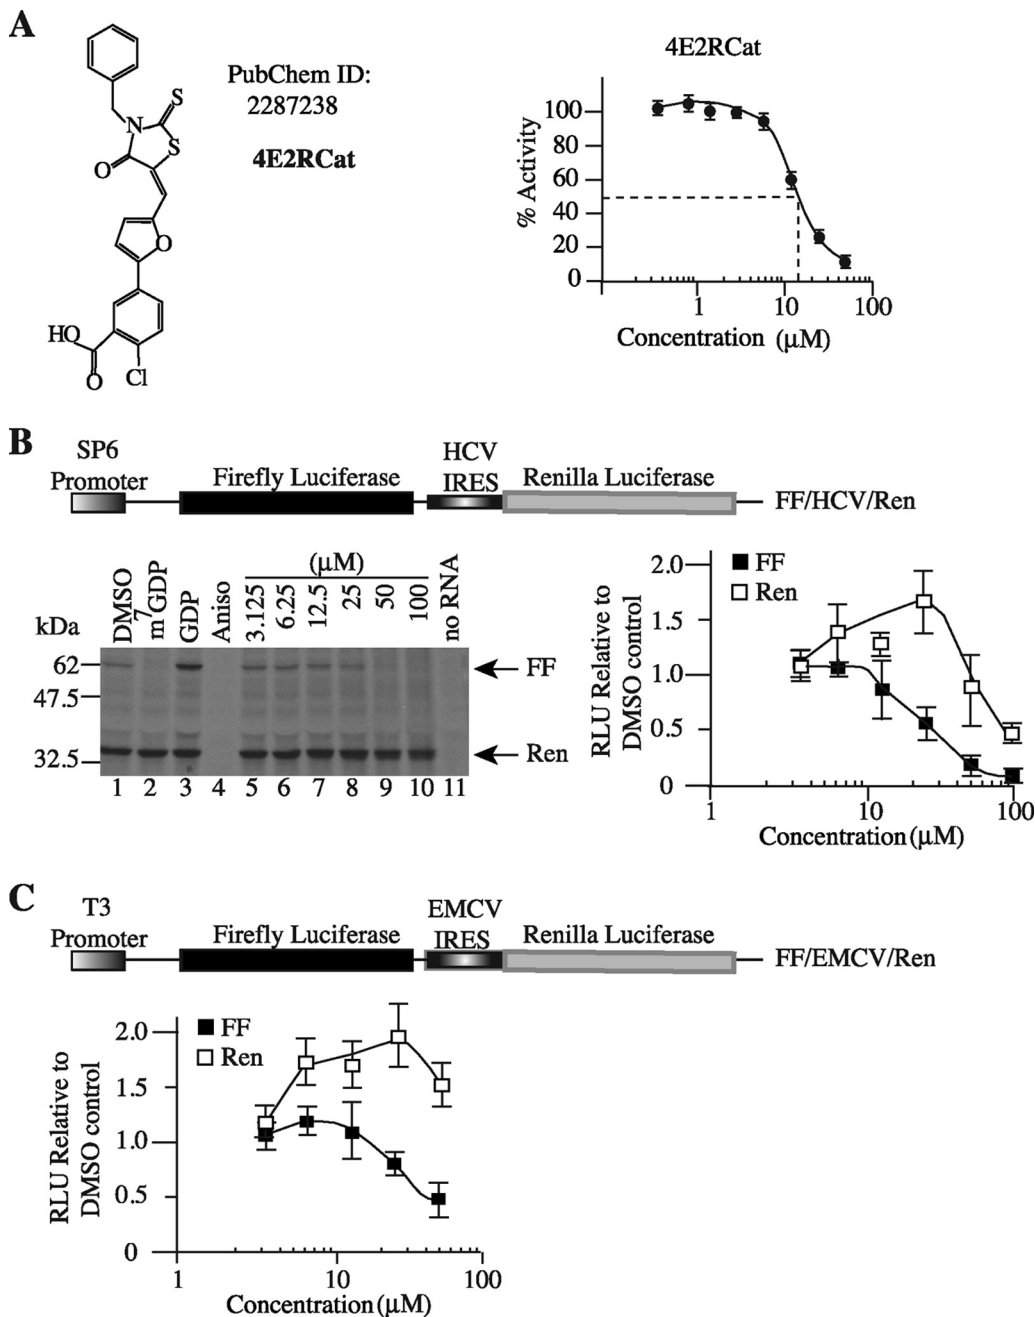 A
PubChem ID:
2287238
4E2RCat
S
N
S
O
O
HO
O
Cl
4E2RCat
% Activity
100
80
60
40
20
0
1
10
100
Concentration (μM)
B
SP6
Promoter
Firefly Luciferase
HCV
IRES
Renilla Luciferase
FF/HCV/Ren
kDa
DMSO
m⁷GDP
GDP
Aniso
(μM)
3.125
6.25
12.5
25
50
100
no RNA
62
47.5
32.5
FF
Ren
1 2 3 4 5 6 7 8 9 10 11
RLU Relative to
DMSO control
2.0
1.5
1.0
0.5
0
FF
Ren
1
10
100
Concentration(μM)
C
T3
Promoter
Firefly Luciferase
EMCV
IRES
Renilla Luciferase
FF/EMCV/Ren
RLU Relative to
DMSO control
2.0
1.5
1.0
0.5
0
FF
Ren
1
10
100
Concentration(μM)